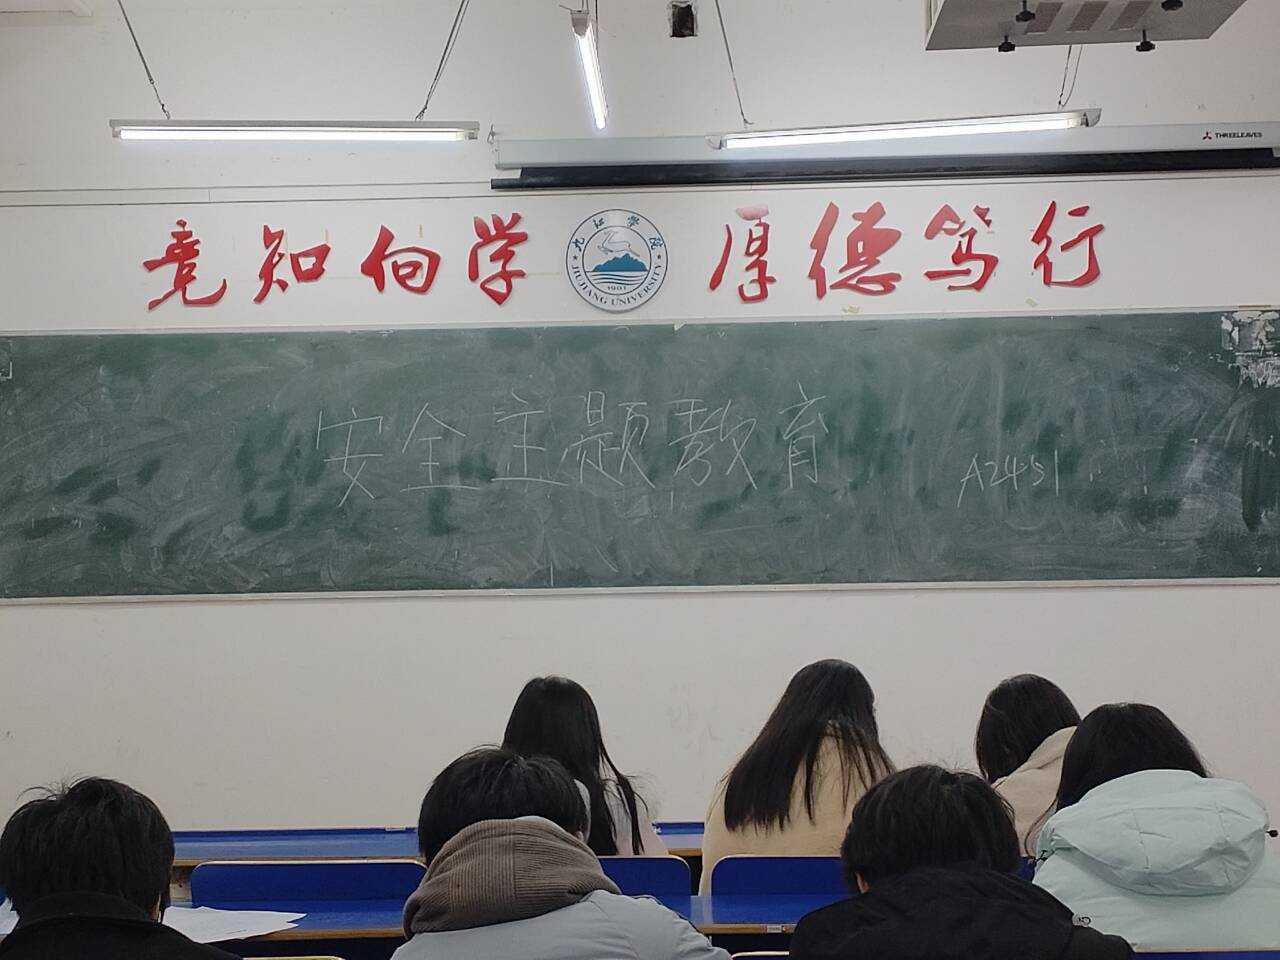 THREELEAVES
竟知向学 厚德笃行
九江学院
JIUJIANG UNIVERSITY
1901
安全主题教育
A2451